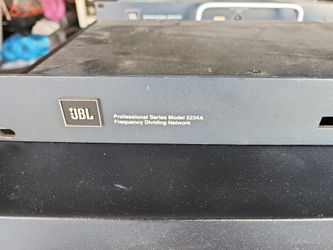 JBL
Professional Series Model 5234A
Frequency Dividing Network